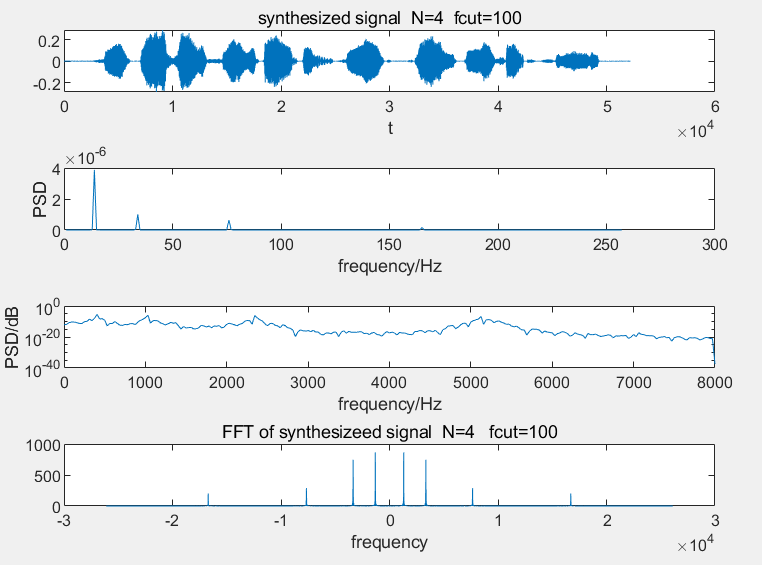 synthesized signal  N=4  fcut=100
0.2
0
-0.2
0 1 2 3 4 5 6
t
×10^4
×10^-6
4
2
0
PSD
0 50 100 150 200 250 300
frequency/Hz
10^0
10^-20
10^-40
PSD/dB
0 1000 2000 3000 4000 5000 6000 7000 8000
frequency/Hz
FFT of synthesizeed signal  N=4   fcut=100
1000
500
0
-3 -2 -1 0 1 2 3
frequency
×10^4